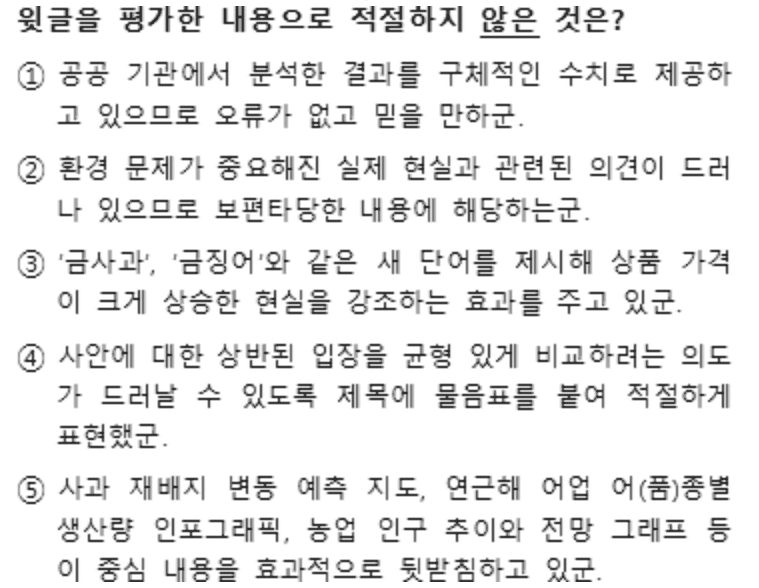 윗글을 평가한 내용으로 적절하지 않은 것은?
① 공공 기관에서 분석한 결과를 구체적인 수치로 제공하
고 있으므로 오류가 없고 믿을 만하군.
② 환경 문제가 중요해진 실제 현실과 관련된 의견이 드러
나 있으므로 보편타당한 내용에 해당하는군.
③ ‘금사과’, ‘금징어’와 같은 새 단어를 제시해 상품 가격
이 크게 상승한 현실을 강조하는 효과를 주고 있군.
④ 사안에 대한 상반된 입장을 균형 있게 비교하려는 의도
가 드러날 수 있도록 제목에 물음표를 붙여 적절하게
표현했군.
⑤ 사과 재배지 변동 예측 지도, 연근해 어업 어(품)종별
생산량 인포그래픽, 농업 인구 추이와 전망 그래프 등
이 중심 내용을 효과적으로 뒷받침하고 있군.